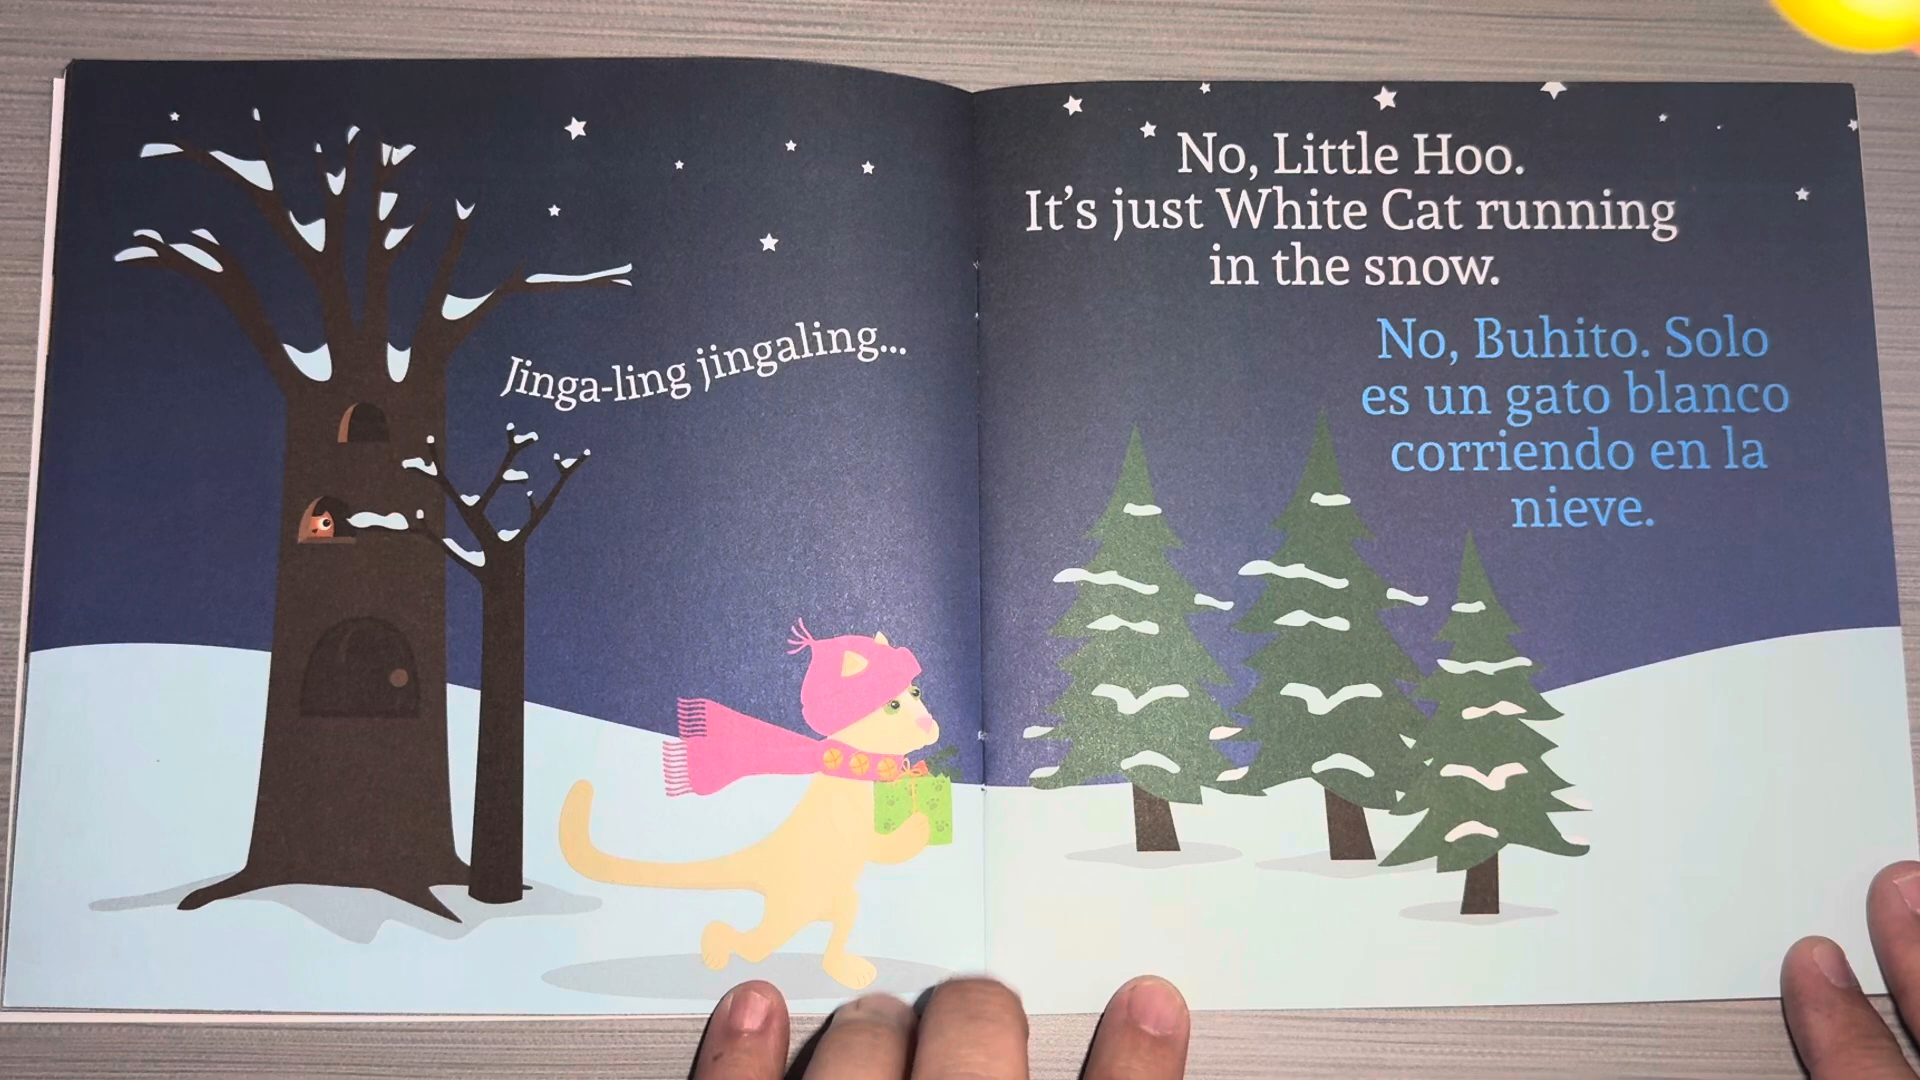 Jinga-ling jingaling...
No, Little Hoo.
It's just White Cat running
in the snow.
No, Buhito. Solo
es un gato blanco
corriendo en la
nieve.